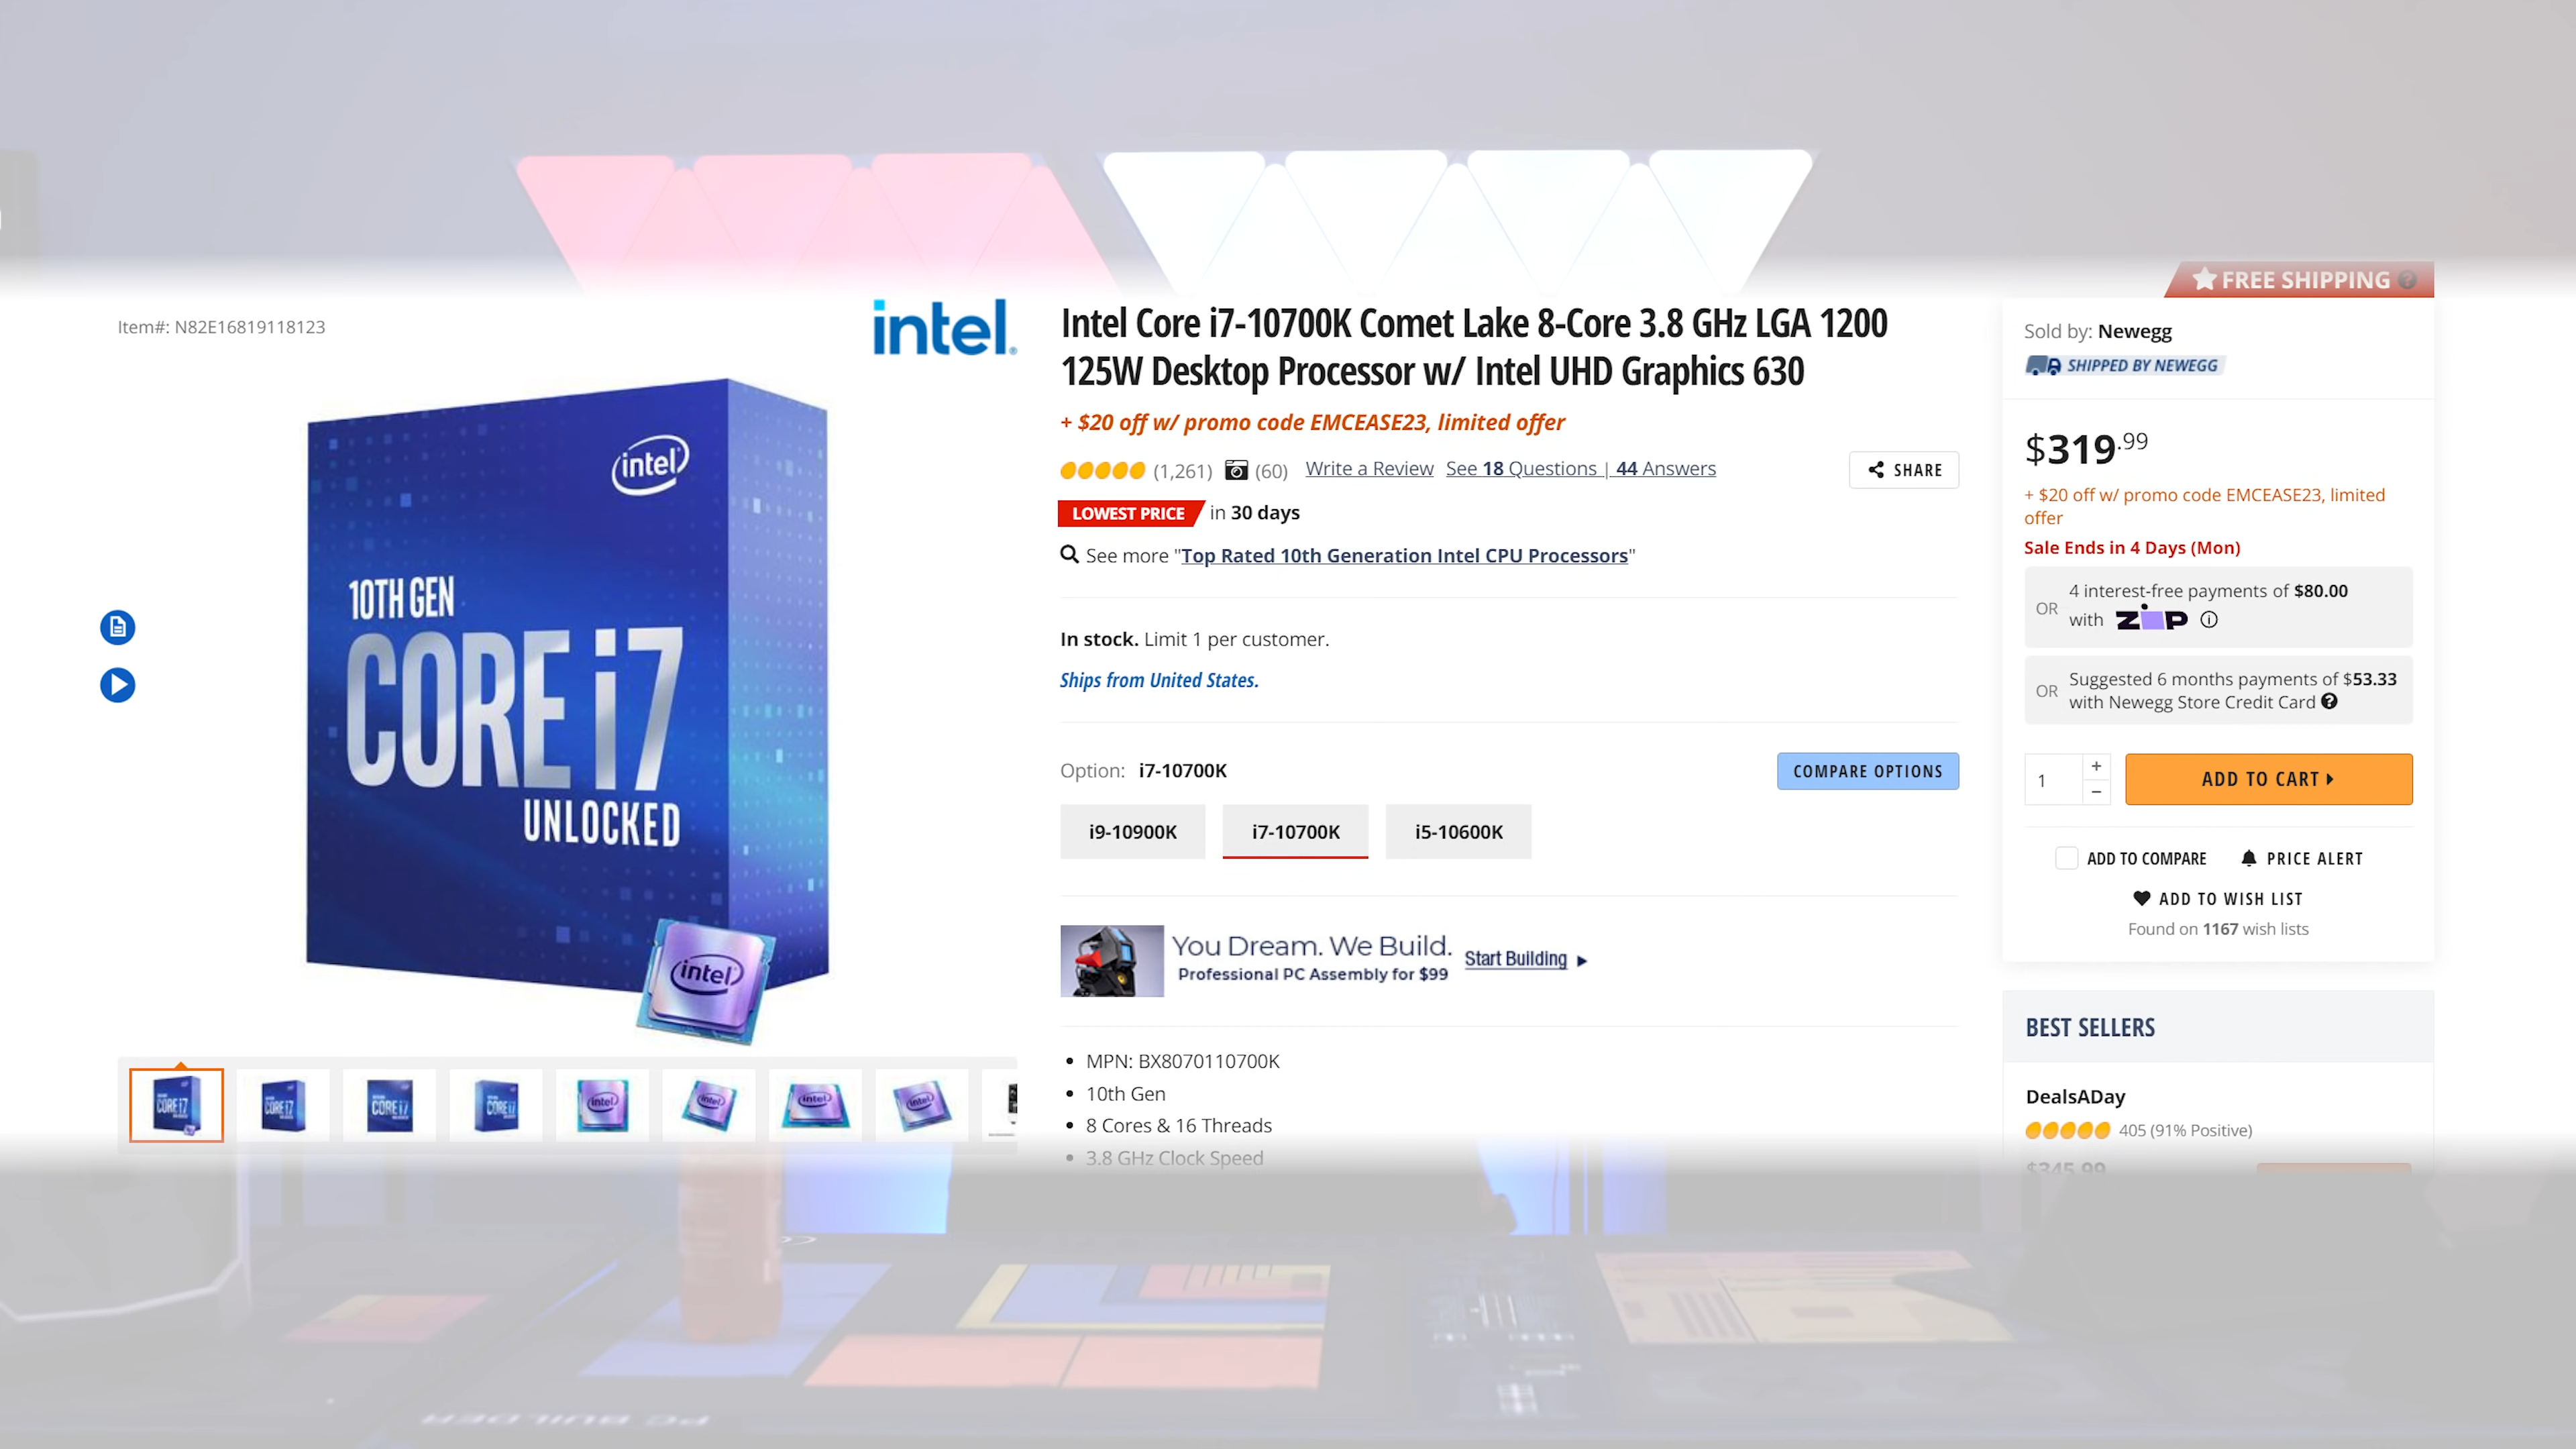 FREE SHIPPING ?
Item#: N82E16819118123
intel.
Intel Core i7-10700K Comet Lake 8-Core 3.8 GHz LGA 1200
125W Desktop Processor w/ Intel UHD Graphics 630
+ $20 off w/ promo code EMCEASE23, limited offer
(1,261) (60) Write a Review See 18 Questions | 44 Answers
SHARE
LOWEST PRICE in 30 days
See more "Top Rated 10th Generation Intel CPU Processors"
In stock. Limit 1 per customer.
Ships from United States.
Option: i7-10700K
COMPARE OPTIONS
i9-10900K i7-10700K i5-10600K
You Dream. We Build.
Professional PC Assembly for $99
Start Building
• MPN: BX8070110700K
• 10th Gen
• 8 Cores & 16 Threads
• 3.8 GHz Clock Speed
intel
10TH GEN
CORE i7
UNLOCKED
intel
Sold by: Newegg
SHIPPED BY NEWEGG
$319.99
+ $20 off w/ promo code EMCEASE23, limited
offer
Sale Ends in 4 Days (Mon)
OR
4 interest-free payments of $80.00
with zip
OR
Suggested 6 months payments of $53.33
with Newegg Store Credit Card ?
1 + −
ADD TO CART
ADD TO COMPARE
PRICE ALERT
ADD TO WISH LIST
Found on 1167 wish lists
BEST SELLERS
DealsADay
405 (91% Positive)
$345.99
PC BUILDER